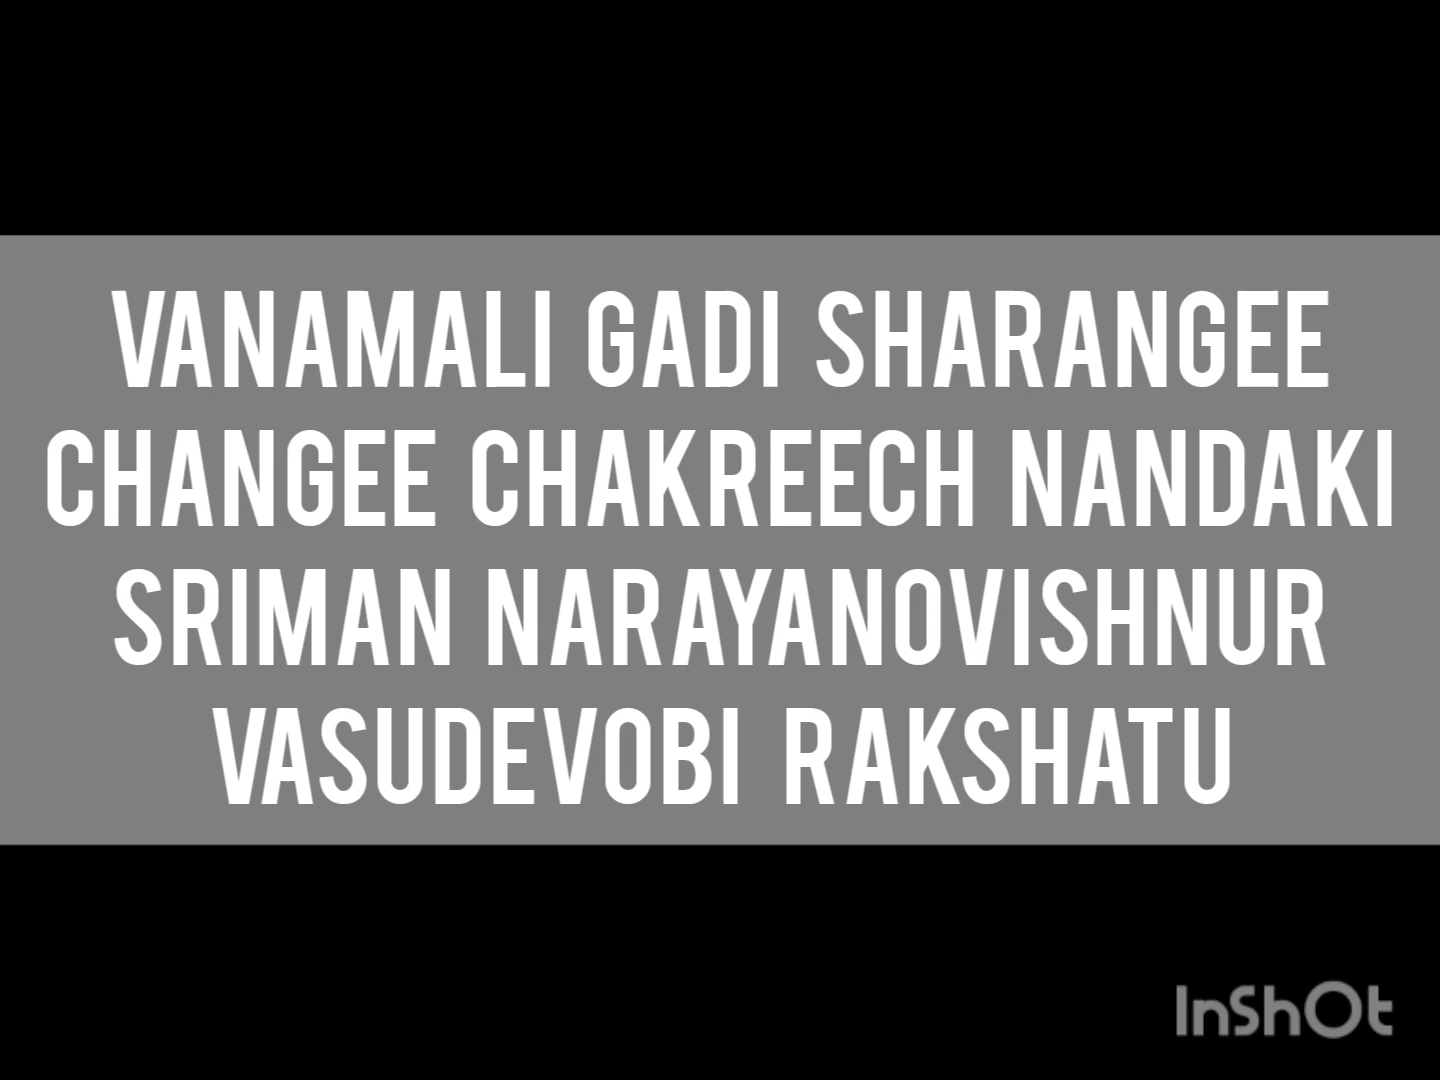 VANAMALI GADI SHARANGEE
CHANGEE CHAKREECH NANDAKI
SRIMAN NARAYANOVISHNUR
VASUDEVOBI RAKSHATU
InShOt